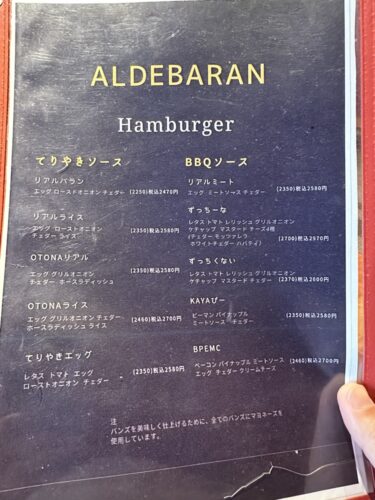 ALDEBARAN
Hamburger
てりやきソース
リアルバラン
エッグ ローストオニオン チェダー (2250)税込2470円
リアルライス
エッグ ローストオニオン
チェダー ライス (2350)税込2580円
OTONAリアル
エッグ グリルオニオン
チェダー ホースラディッシュ (2350)税込2580円
OTONAライス
エッグ グリルオニオン チェダー
ホースラディッシュ ライス (2460)税込2700円
てりやきエッグ
レタス トマト エッグ
ローストオニオン チェダー (2350)税込2580円
BBQソース
リアルミート
エッグ ミートソース チェダー (2350)税込2580円
ずっちーな
レタス トマト レリッシュ グリルオニオン
ケチャップ マスタード チーズ4種
(チェダー モッツァレラ
ホワイトチェダー ハバティ) (2700)税込2970円
ずっちくない
レタス トマト レリッシュ グリルオニオン
ケチャップ マスタード チェダー (2370)税込2600円
KAYAぴー
ピーマン パイナップル
ミートソース チェダー (2350)税込2580円
BPEMC
ベーコン パイナップル ミートソース
エッグ チェダー クリームチーズ (2460)税込2700円
注
バンズを美味しく仕上げるために、全てのバンズにマヨネーズを
使用しています。